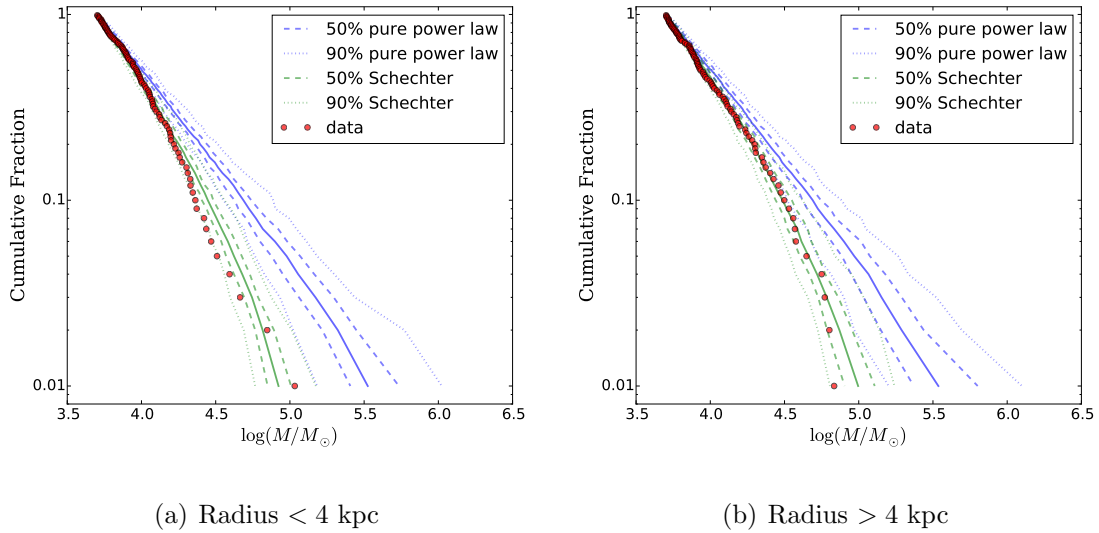 1
0.1
0.01
Cumulative Fraction
3.5 4.0 4.5 5.0 5.5 6.0 6.5
log(M/M☉)
50% pure power law
90% pure power law
50% Schechter
90% Schechter
data
(a) Radius < 4 kpc
1
0.1
0.01
Cumulative Fraction
3.5 4.0 4.5 5.0 5.5 6.0 6.5
log(M/M☉)
50% pure power law
90% pure power law
50% Schechter
90% Schechter
data
(b) Radius > 4 kpc